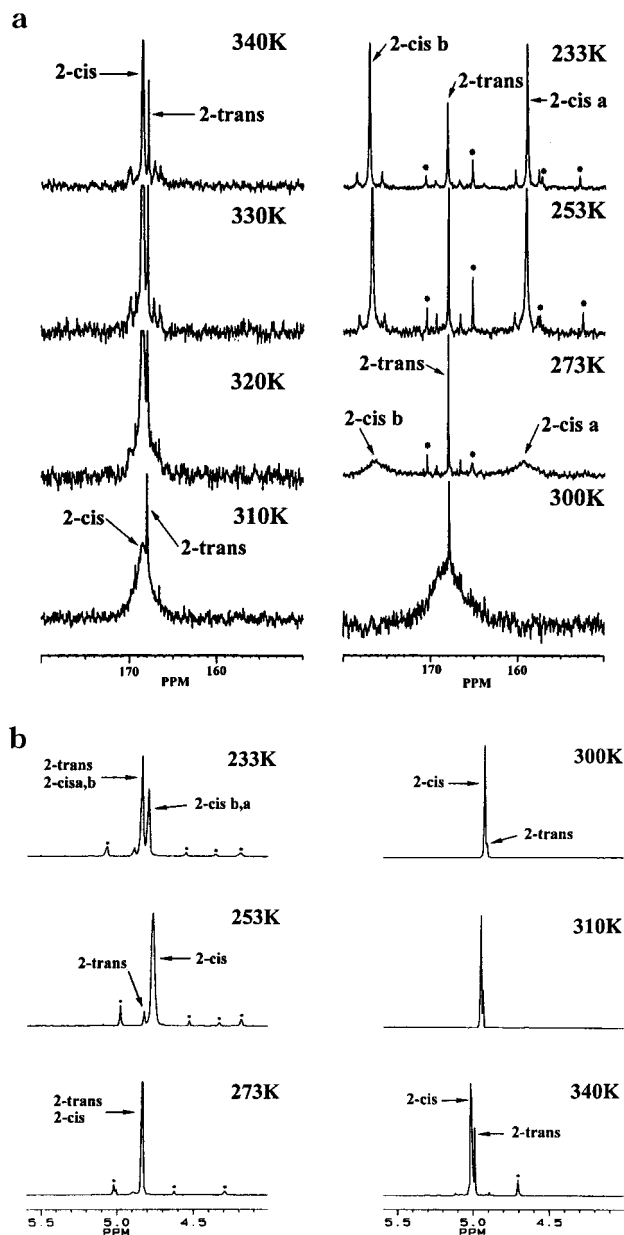 a
340K
2-cis
2-trans
330K
320K
310K
2-cis
2-trans
170
160
PPM
233K
2-cis b
2-trans
2-cis a
253K
273K
2-trans
2-cis b
2-cis a
300K
170
160
PPM
b
233K
2-trans
2-cisa,b
2-cis b,a
253K
2-trans
2-cis
273K
2-trans
2-cis
5.5
5.0
4.5
PPM
300K
2-cis
2-trans
310K
340K
2-cis
2-trans
5.0
4.5
PPM